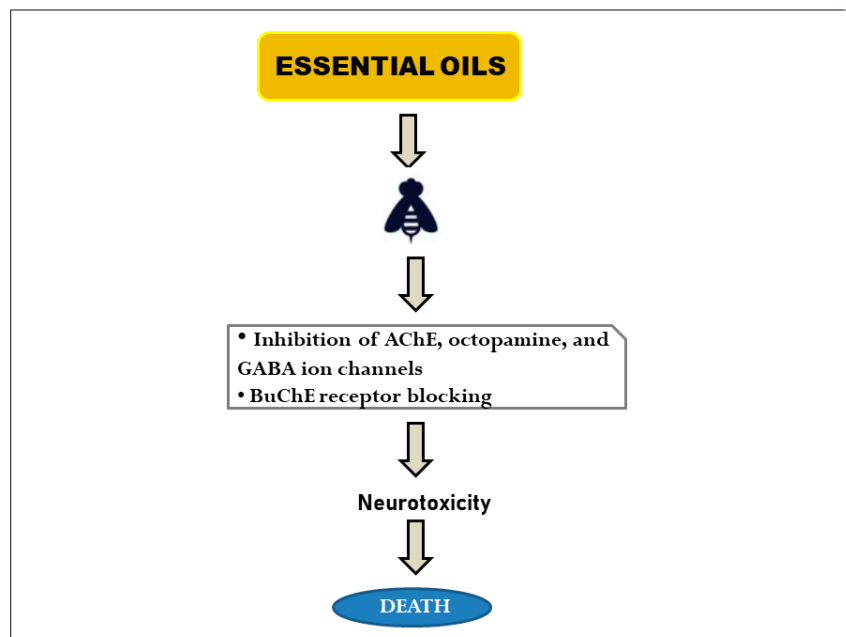 ESSENTIAL OILS
• Inhibition of AChE, octopamine, and
GABA ion channels
• BuChE receptor blocking
Neurotoxicity
DEATH